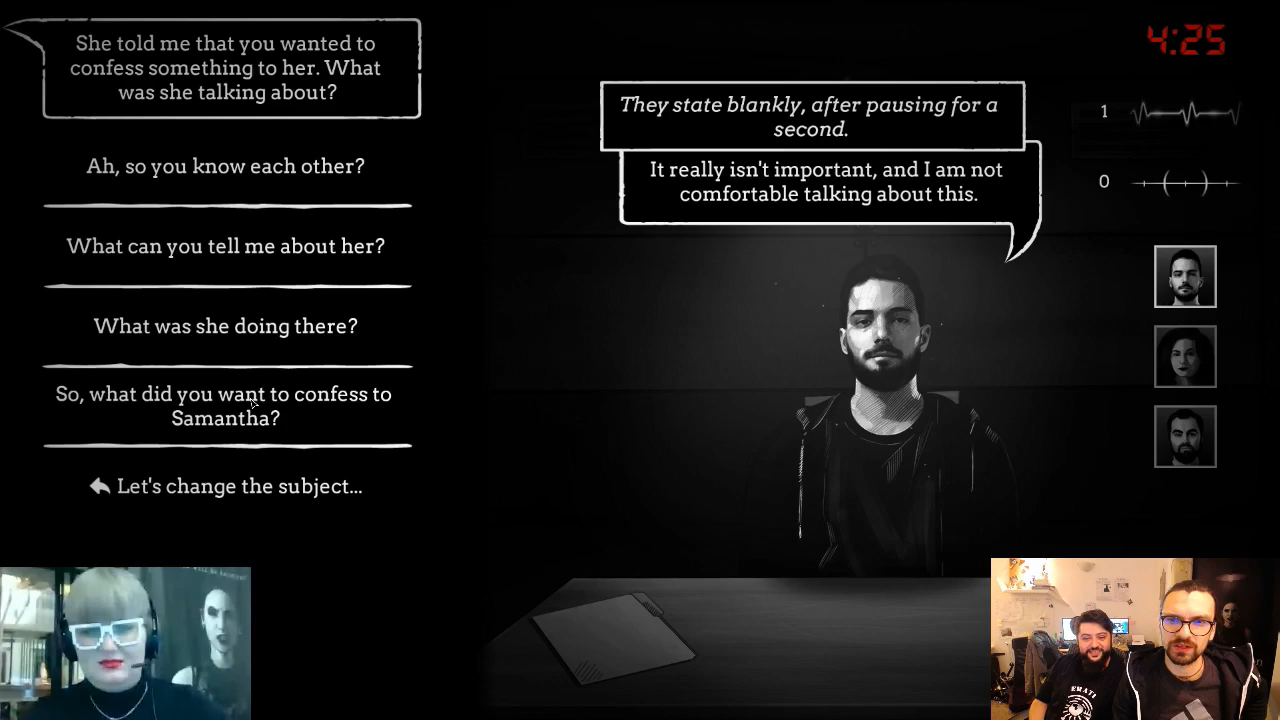 She told me that you wanted to
confess something to her. What
was she talking about?
Ah, so you know each other?
What can you tell me about her?
What was she doing there?
So, what did you want to confess to
Samantha?
Let's change the subject...
They state blankly, after pausing for a
second.
It really isn't important, and I am not
comfortable talking about this.
4:25
1
0